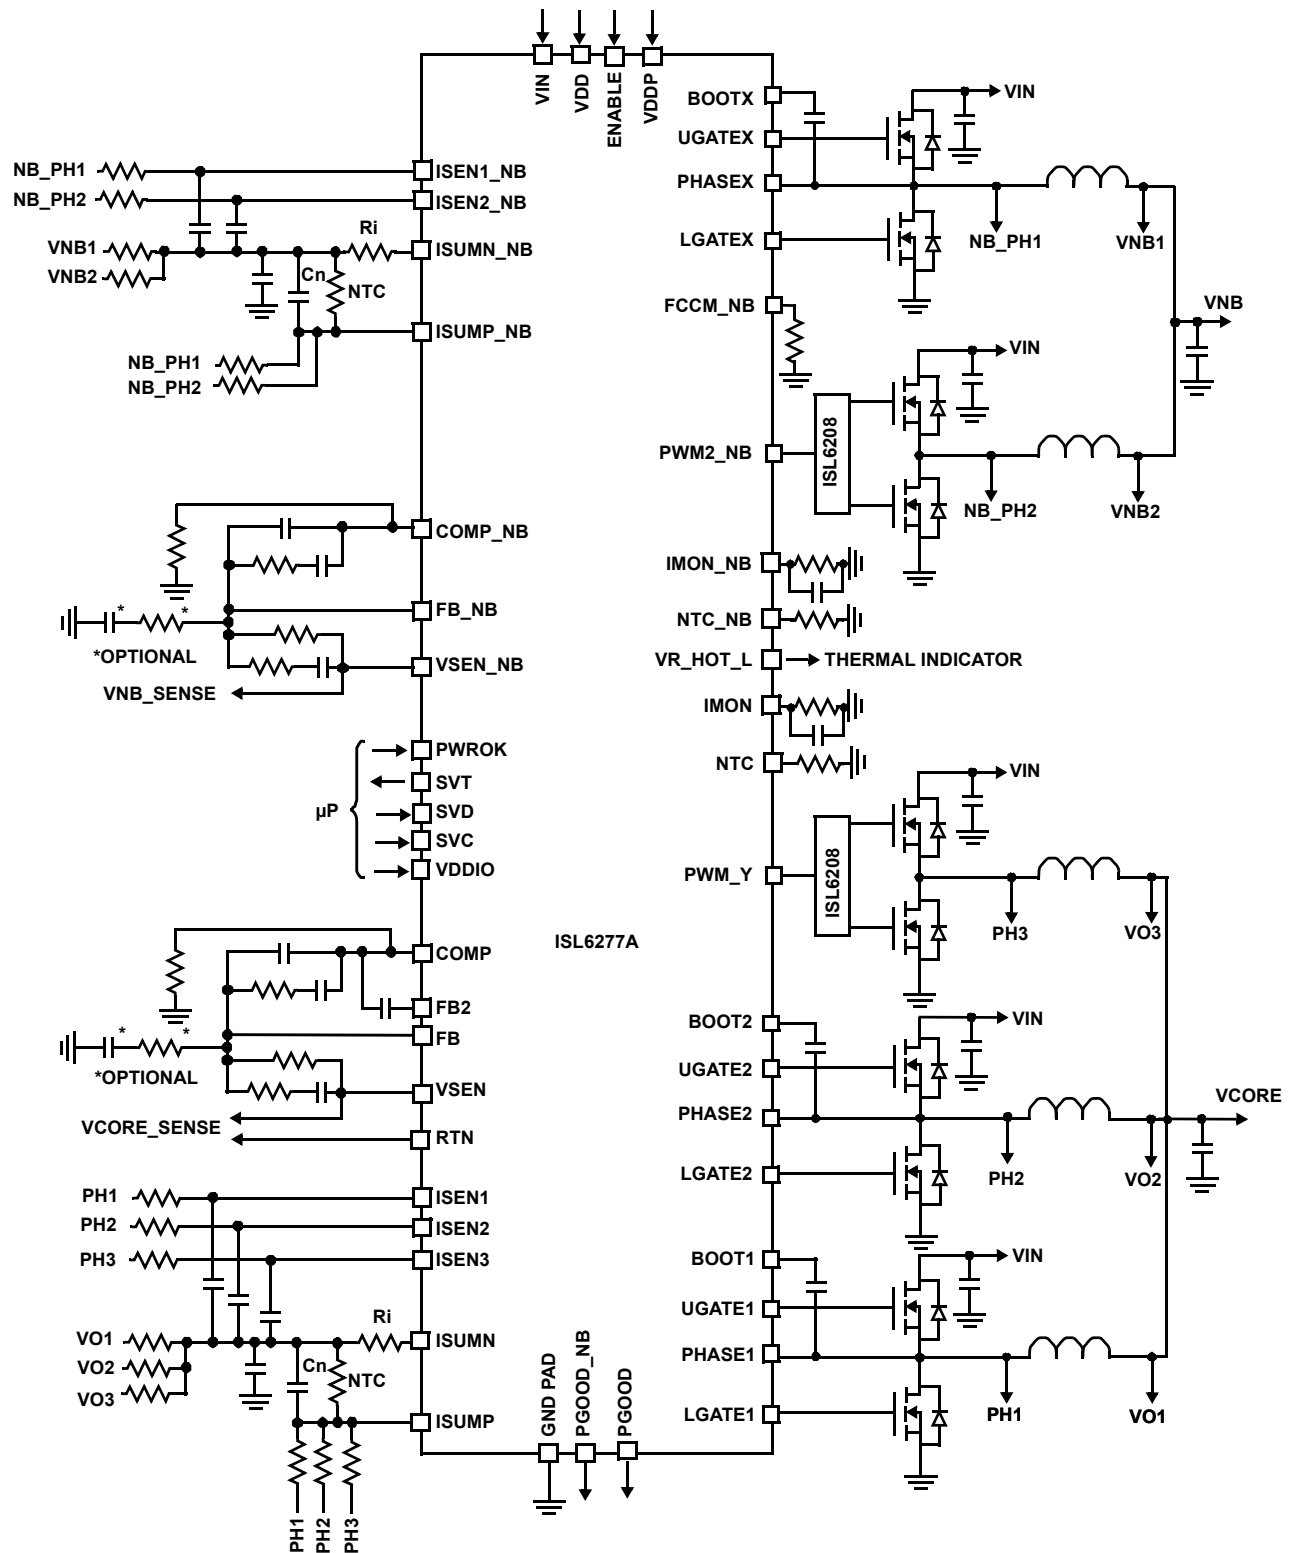 VIN
VDD
ENABLE
VDDP
NB_PH1
NB_PH2
VNB1
VNB2
Ri
Cn
NTC
NB_PH1
NB_PH2
ISEN1_NB
ISEN2_NB
ISUMN_NB
ISUMP_NB
COMP_NB
FB_NB
VSEN_NB
*
*
*OPTIONAL
VNB_SENSE
µP
PWROK
SVT
SVD
SVC
VDDIO
ISL6277A
COMP
FB2
FB
VSEN
RTN
*
*
*OPTIONAL
VCORE_SENSE
PH1
PH2
PH3
ISEN1
ISEN2
ISEN3
VO1
VO2
VO3
Ri
Cn
NTC
ISUMN
ISUMP
PH1
PH2
PH3
GND PAD
PGOOD_NB
PGOOD
BOOTX
UGATEX
PHASEX
LGATEX
FCCM_NB
PWM2_NB
IMON_NB
NTC_NB
VR_HOT_L
THERMAL INDICATOR
IMON
NTC
PWM_Y
BOOT2
UGATE2
PHASE2
LGATE2
BOOT1
UGATE1
PHASE1
LGATE1
VIN
NB_PH1
VNB1
VNB
VIN
ISL6208
NB_PH2
VNB2
VIN
ISL6208
PH3
VO3
VIN
PH2
VO2
VCORE
VIN
PH1
VO1